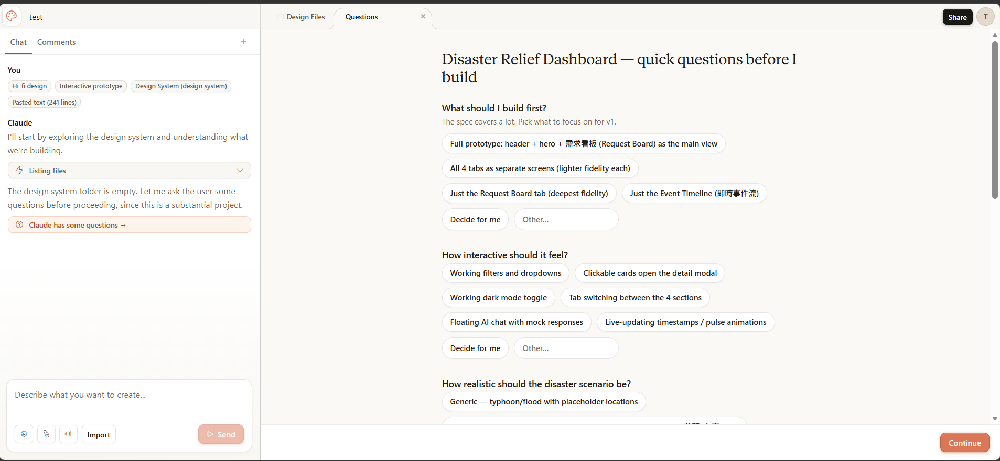 test
Design Files
Questions
Share
T
Chat
Comments
You
Hi-fi design
Interactive prototype
Design System (design system)
Pasted text (241 lines)
Claude
I'll start by exploring the design system and understanding what
we're building.
Listing files
The design system folder is empty. Let me ask the user some
questions before proceeding, since this is a substantial project.
Claude has some questions →
Describe what you want to create...
Import
Send
Disaster Relief Dashboard — quick questions before I
build
What should I build first?
The spec covers a lot. Pick what to focus on for v1.
Full prototype: header + hero + 需求看板 (Request Board) as the main view
All 4 tabs as separate screens (lighter fidelity each)
Just the Request Board tab (deepest fidelity)
Just the Event Timeline (即時事件流)
Decide for me
Other...
How interactive should it feel?
Working filters and dropdowns
Clickable cards open the detail modal
Working dark mode toggle
Tab switching between the 4 sections
Floating AI chat with mock responses
Live-updating timestamps / pulse animations
Decide for me
Other...
How realistic should the disaster scenario be?
Generic — typhoon/flood with placeholder locations
Continue